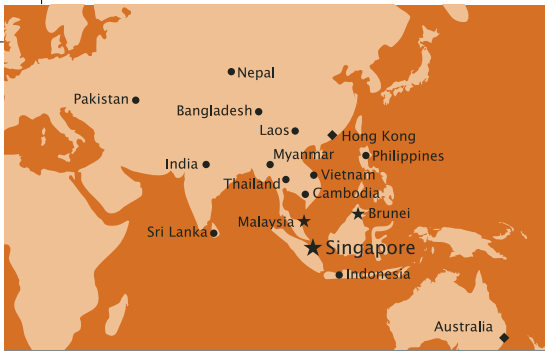 Nepal
Pakistan
Bangladesh
Laos
Hong Kong
Myanmar
Philippines
India
Vietnam
Thailand
Cambodia
Brunei
Malaysia
Sri Lanka
Singapore
Indonesia
Australia